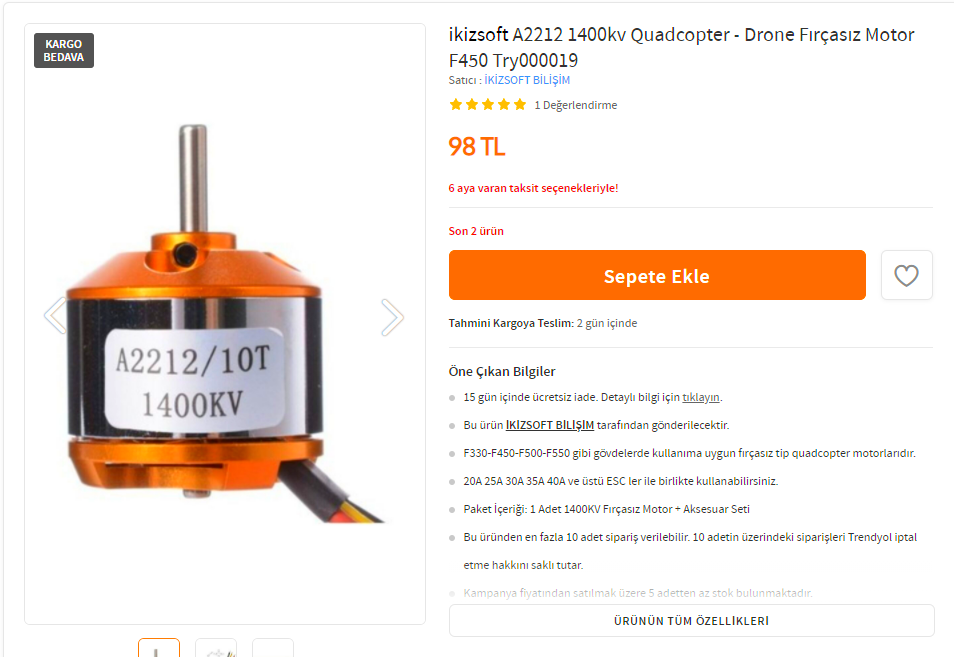 KARGO
BEDAVA
A2212/10T
1400KV
ikizsoft A2212 1400kv Quadcopter - Drone Fırçasız Motor
F450 Try000019
Satıcı : İKİZSOFT BİLİŞİM
1 Değerlendirme
98 TL
6 aya varan taksit seçenekleriyle!
Son 2 ürün
Sepete Ekle
Tahmini Kargoya Teslim: 2 gün içinde
Öne Çıkan Bilgiler
15 gün içinde ücretsiz iade. Detaylı bilgi için tıklayın.
Bu ürün İKİZSOFT BİLİŞİM tarafından gönderilecektir.
F330-F450-F500-F550 gibi gövdelerde kullanıma uygun fırçasız tip quadcopter motorlarıdır.
20A 25A 30A 35A 40A ve üstü ESC ler ile birlikte kullanabilirsiniz.
Paket İçeriği: 1 Adet 1400KV Fırçasız Motor + Aksesuar Seti
Bu üründen en fazla 10 adet sipariş verilebilir. 10 adetin üzerindeki siparişleri Trendyol iptal
etme hakkını saklı tutar.
Kampanya fiyatından satılmak üzere 5 adetten az stok bulunmaktadır.
ÜRÜNÜN TÜM ÖZELLİKLERİ